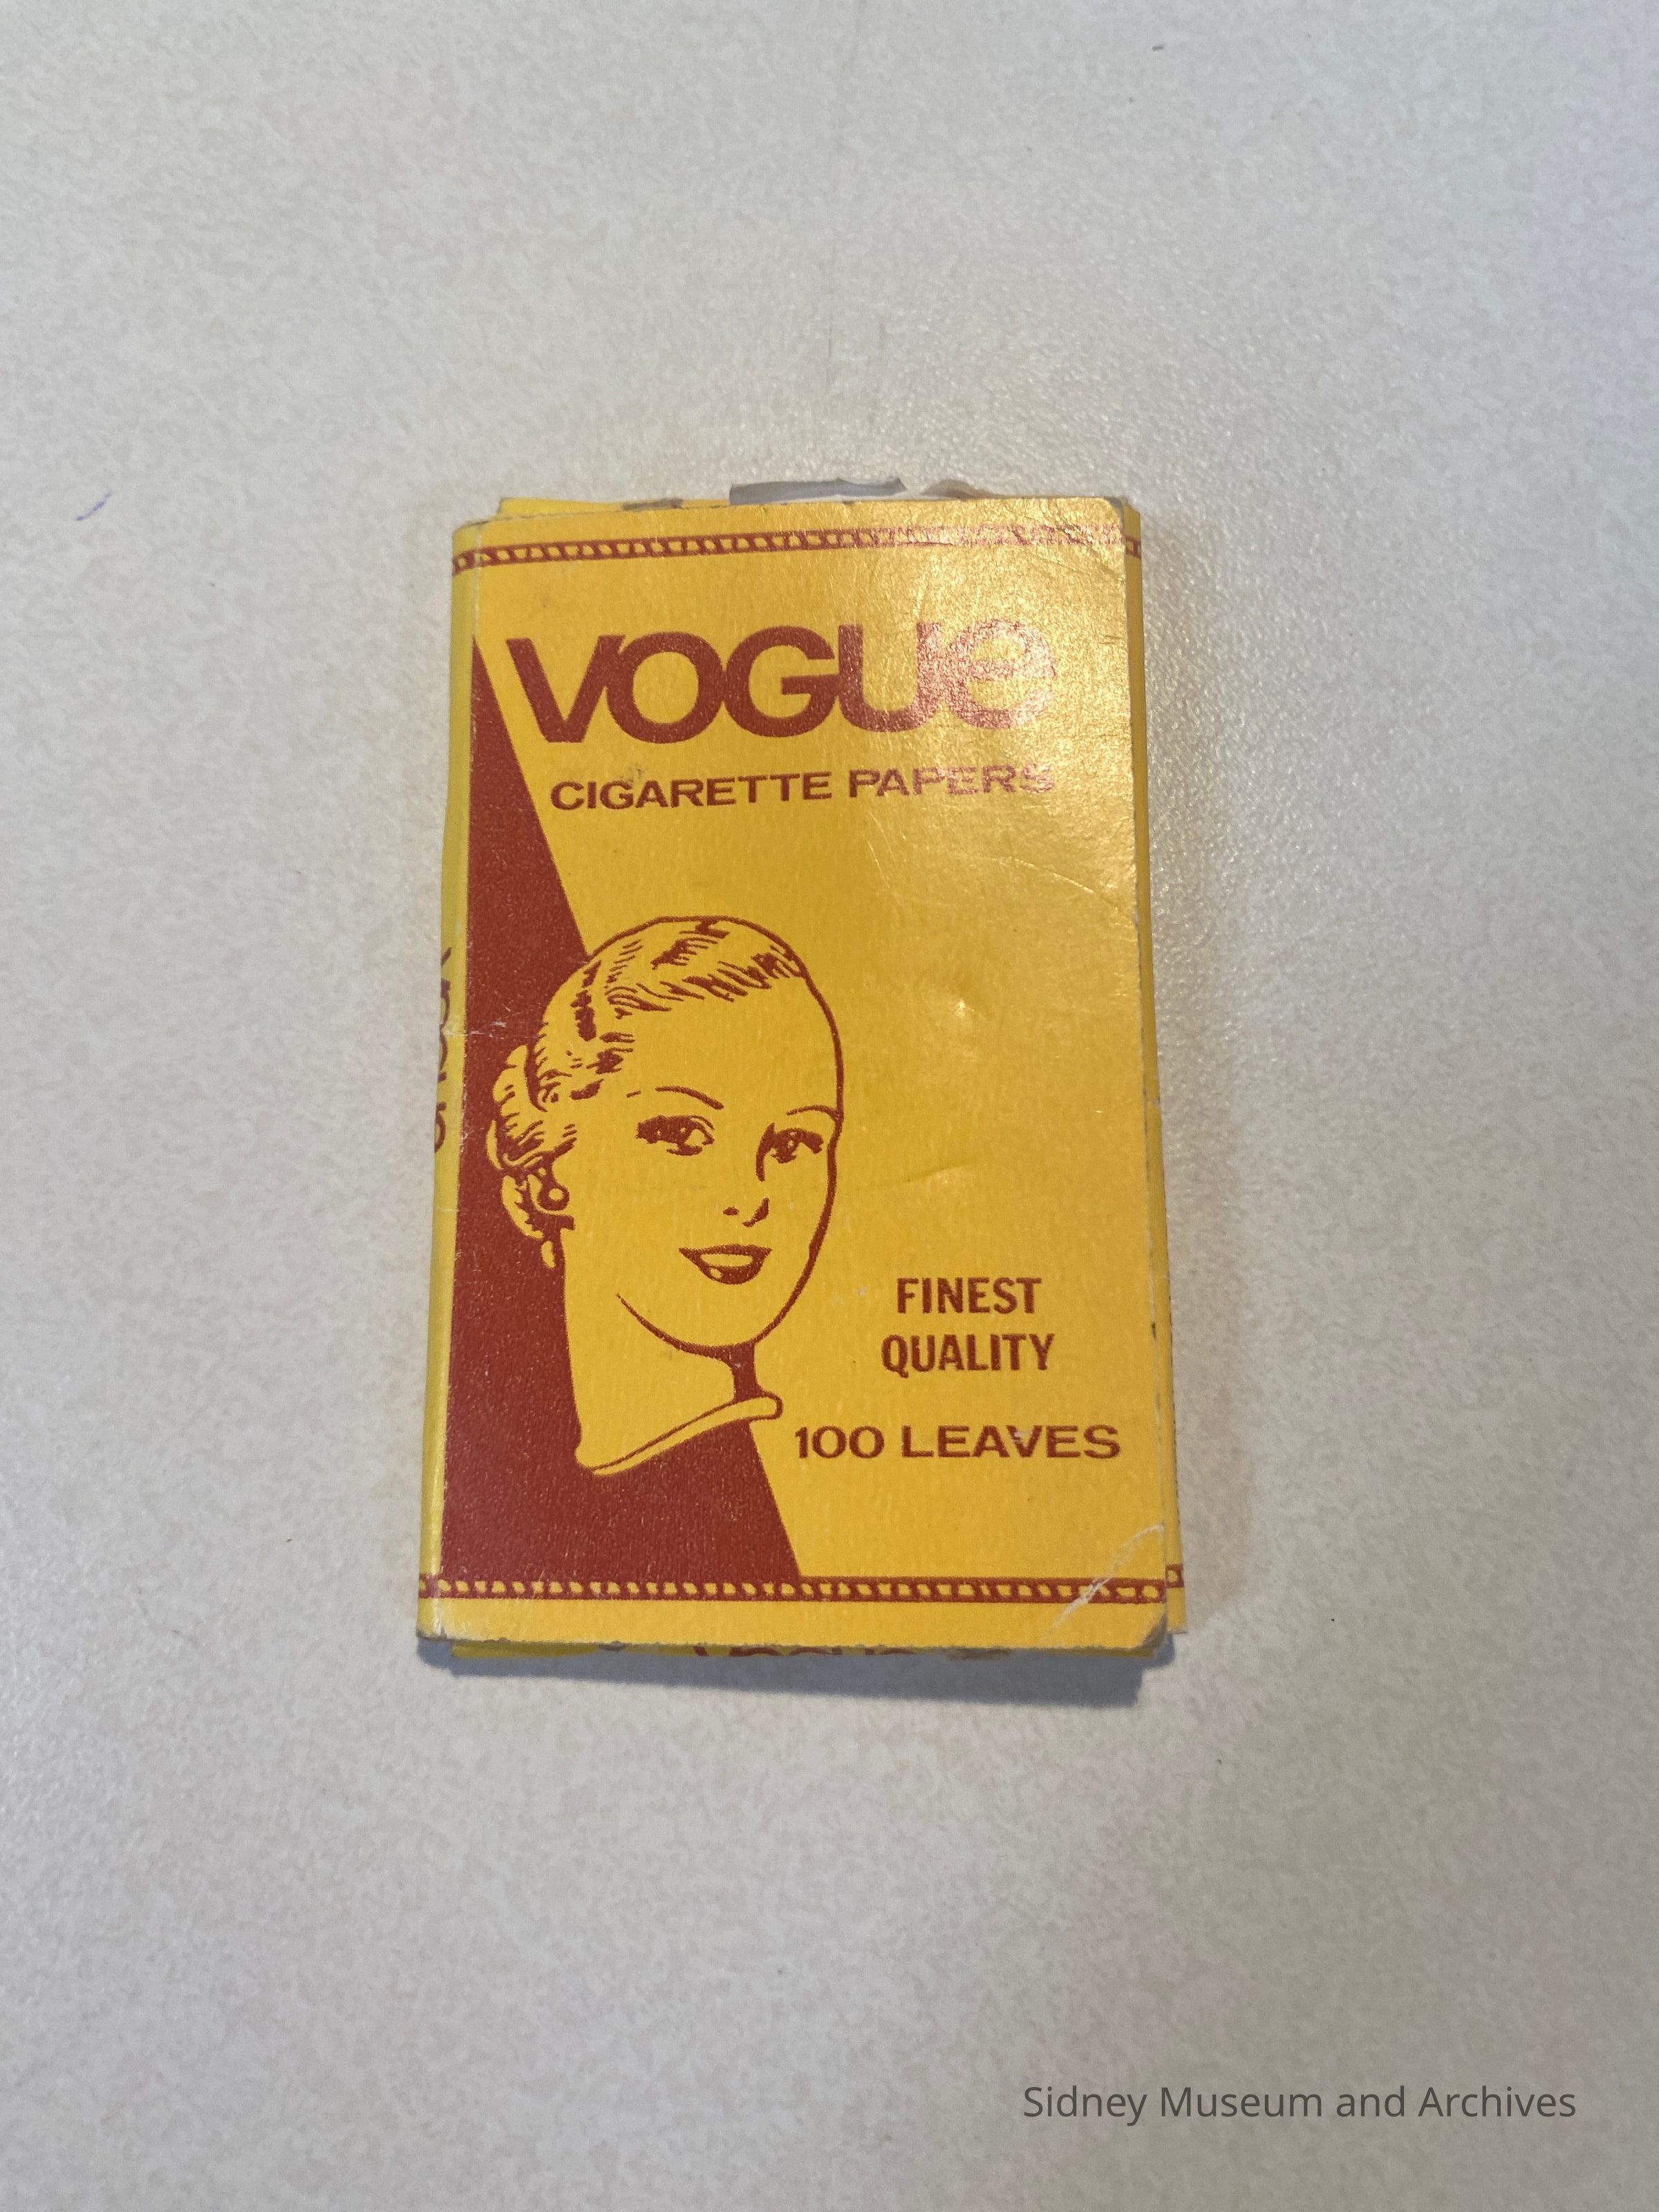 VOGUe
CIGARETTE PAPERS
FINEST
QUALITY
100 LEAVES
Sidney Museum and Archives